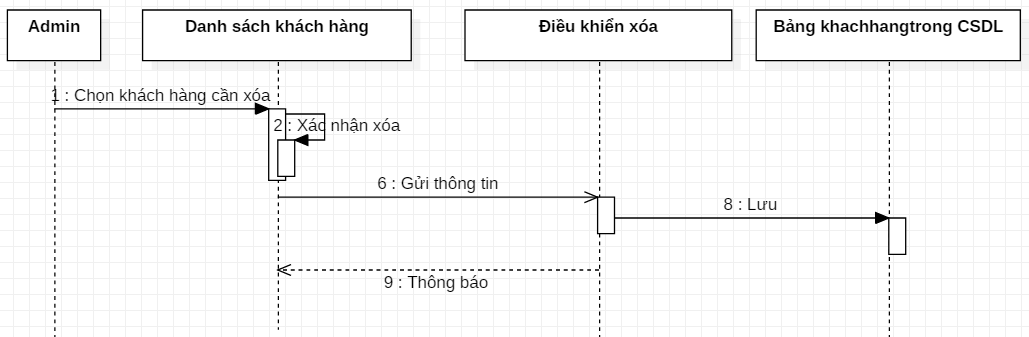 Admin
Danh sách khách hàng
Điều khiển xóa
Bảng khachhangtrong CSDL
1 : Chọn khách hàng cần xóa
2 : Xác nhận xóa
6 : Gửi thông tin
8 : Lưu
9 : Thông báo